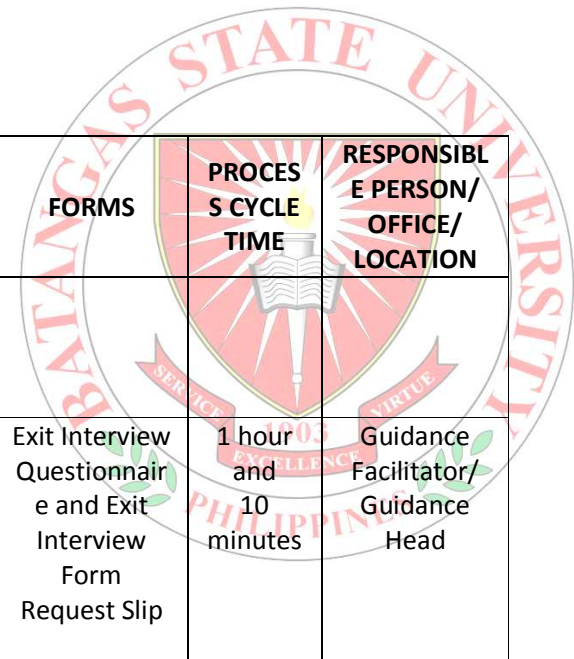 BATANGAS STATE UNIVERSITY
FORMS
PROCES
S CYCLE
TIME
RESPONSIBL
E PERSON/
OFFICE/
LOCATION
SERVICE
VIRTUE
1903
EXCELLENCE
PHILIPPINES
Exit Interview
Questionnair
e and Exit
Interview
Form
Request Slip
1 hour
and
10
minutes
Guidance
Facilitator/
Guidance
Head